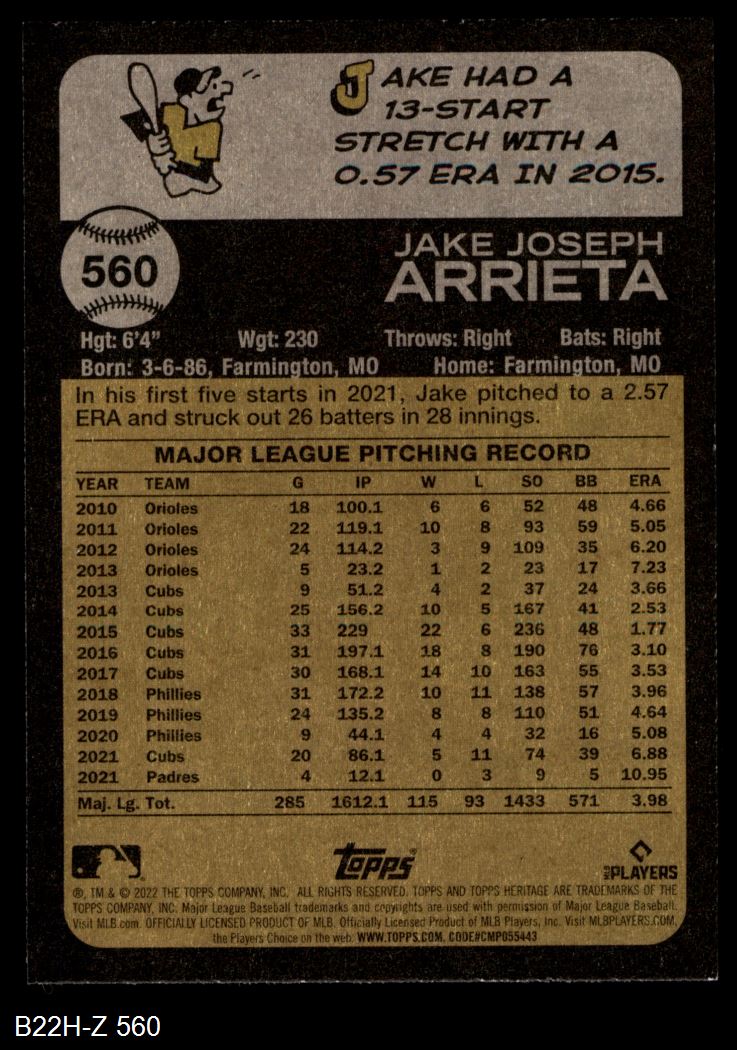 JAKE HAD A
13-START
STRETCH WITH A
0.57 ERA IN 2015.
560
JAKE JOSEPH
ARRIETA
Hgt: 6'4" Wgt: 230 Throws: Right Bats: Right
Born: 3-6-86, Farmington, MO Home: Farmington, MO
In his first five starts in 2021, Jake pitched to a 2.57
ERA and struck out 26 batters in 28 innings.
MAJOR LEAGUE PITCHING RECORD
YEAR TEAM G IP W L SO BB ERA
2010 Orioles 18 100.1 6 6 52 48 4.66
2011 Orioles 22 119.1 10 8 93 59 5.05
2012 Orioles 24 114.2 3 9 109 35 6.20
2013 Orioles 5 23.2 1 2 23 17 7.23
2013 Cubs 9 51.2 4 2 37 24 3.66
2014 Cubs 25 156.2 10 5 167 41 2.53
2015 Cubs 33 229 22 6 236 48 1.77
2016 Cubs 31 197.1 18 8 190 76 3.10
2017 Cubs 30 168.1 14 10 163 55 3.53
2018 Phillies 31 172.2 10 11 138 57 3.96
2019 Phillies 24 135.2 8 8 110 51 4.64
2020 Phillies 9 44.1 4 4 32 16 5.08
2021 Cubs 20 86.1 5 11 74 39 6.88
2021 Padres 4 12.1 0 3 9 5 10.95
Maj. Lg. Tot. 285 1612.1 115 93 1433 571 3.98
TOPPS
MLB PLAYERS
®, TM & © 2022 THE TOPPS COMPANY, INC. ALL RIGHTS RESERVED. TOPPS AND TOPPS HERITAGE ARE TRADEMARKS OF THE
TOPPS COMPANY, INC. Major League Baseball trademarks and copyrights are used with permission of Major League Baseball.
Visit MLB.com. OFFICIALLY LICENSED PRODUCT OF MLB. Officially Licensed Product of MLB Players, Inc. Visit MLBPLAYERS.COM,
the Players Choice on the web. WWW.TOPPS.COM. CODE#CMP055443
B22H-Z 560